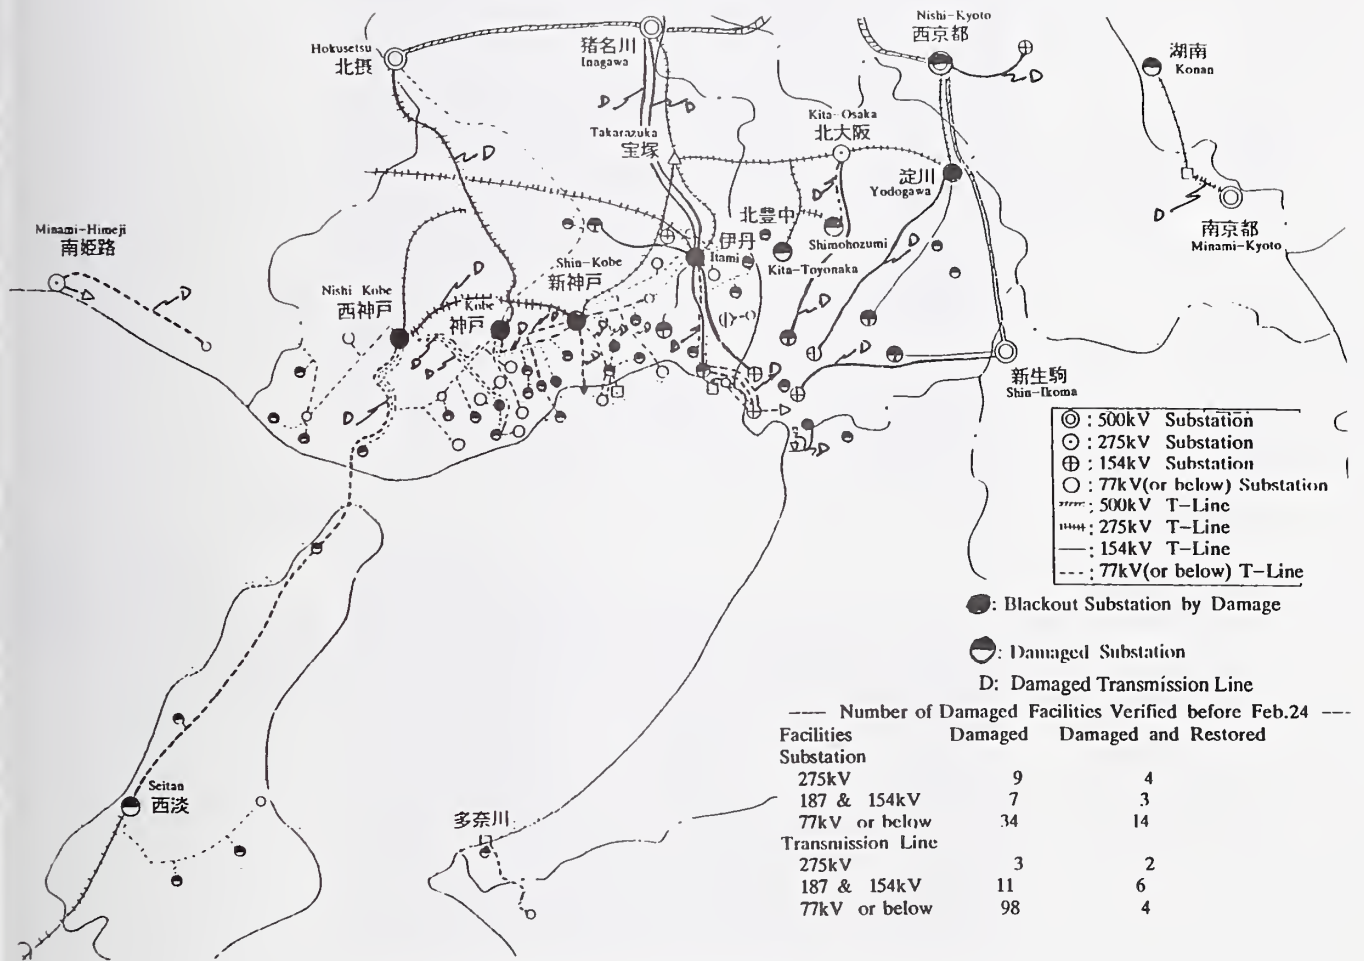 Nishi-Kyoto
西京都
Hokusetsu
北摂
猪名川
Inagawa
湖南
Konan
D
D
D
Kita-Osaka
北大阪
Takarazuka
宝塚
D
淀川
Yodogawa
D
D
北豊中
南京都
Minami-Kyoto
Minami-Himeji
南姫路
伊丹
Itami
Shimohozumi
D
Kita-Toyonaka
Shin-Kobe
新神戸
D
Nishi Kobe
西神戸
D
Kobe
神戸
D
D
D
D
D
D
D
新生駒
Shin-Ikoma
D
D
D
: 500kV Substation
: 275kV Substation
: 154kV Substation
: 77kV(or below) Substation
: 500kV T-Line
: 275kV T-Line
: 154kV T-Line
: 77kV(or below) T-Line
: Blackout Substation by Damage
: Damaged Substation
D: Damaged Transmission Line
Number of Damaged Facilities Verified before Feb.24
Facilities Damaged Damaged and Restored
Substation
275kV 9 4
187 & 154kV 7 3
77kV or below 34 14
Transmission Line
275kV 3 2
187 & 154kV 11 6
77kV or below 98 4
Seitan
西淡
多奈川